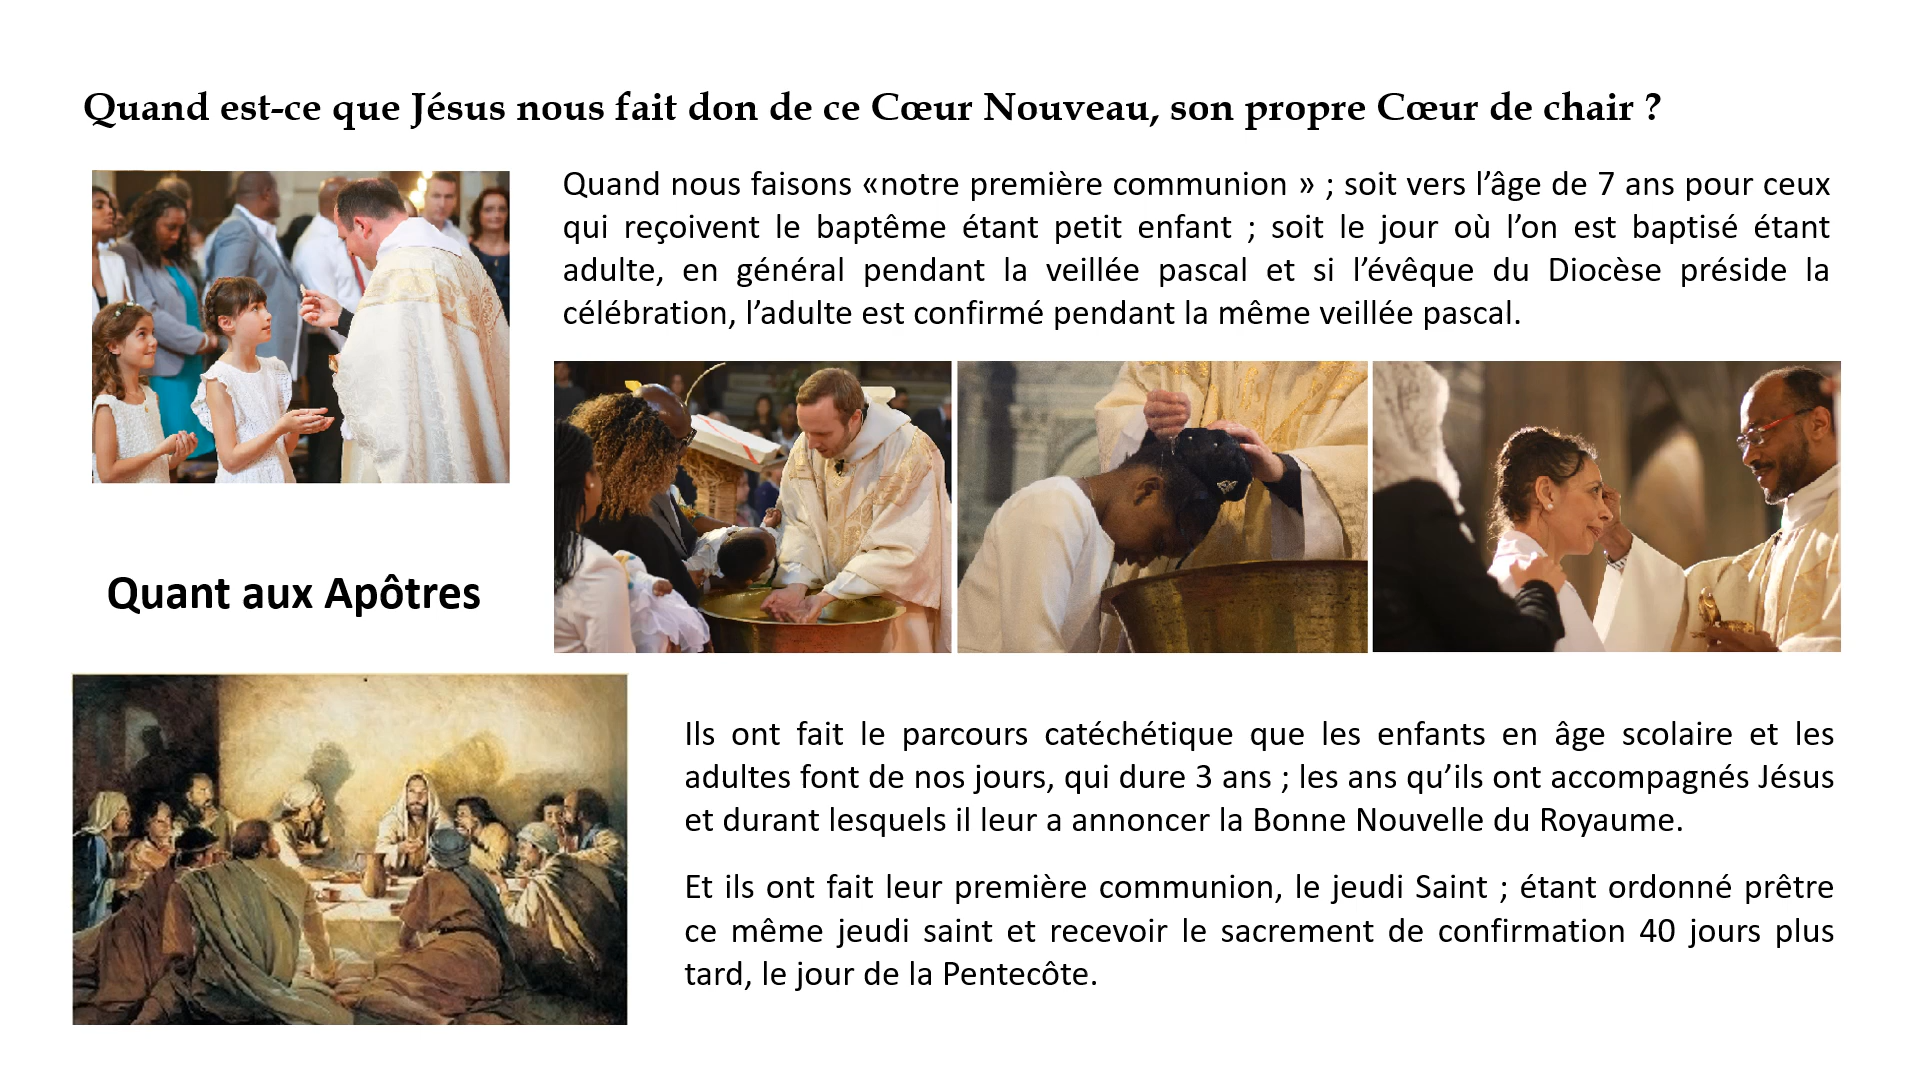 Quand est-ce que Jésus nous fait don de ce Cœur Nouveau, son propre Cœur de chair ?
Quand nous faisons «notre première communion » ; soit vers l’âge de 7 ans pour ceux
qui reçoivent le baptême étant petit enfant ; soit le jour où l’on est baptisé étant
adulte, en général pendant la veillée pascal et si l’évêque du Diocèse préside la
célébration, l’adulte est confirmé pendant la même veillée pascal.
Quant aux Apôtres
Ils ont fait le parcours catéchétique que les enfants en âge scolaire et les
adultes font de nos jours, qui dure 3 ans ; les ans qu’ils ont accompagnés Jésus
et durant lesquels il leur a annoncer la Bonne Nouvelle du Royaume.
Et ils ont fait leur première communion, le jeudi Saint ; étant ordonné prêtre
ce même jeudi saint et recevoir le sacrement de confirmation 40 jours plus
tard, le jour de la Pentecôte.